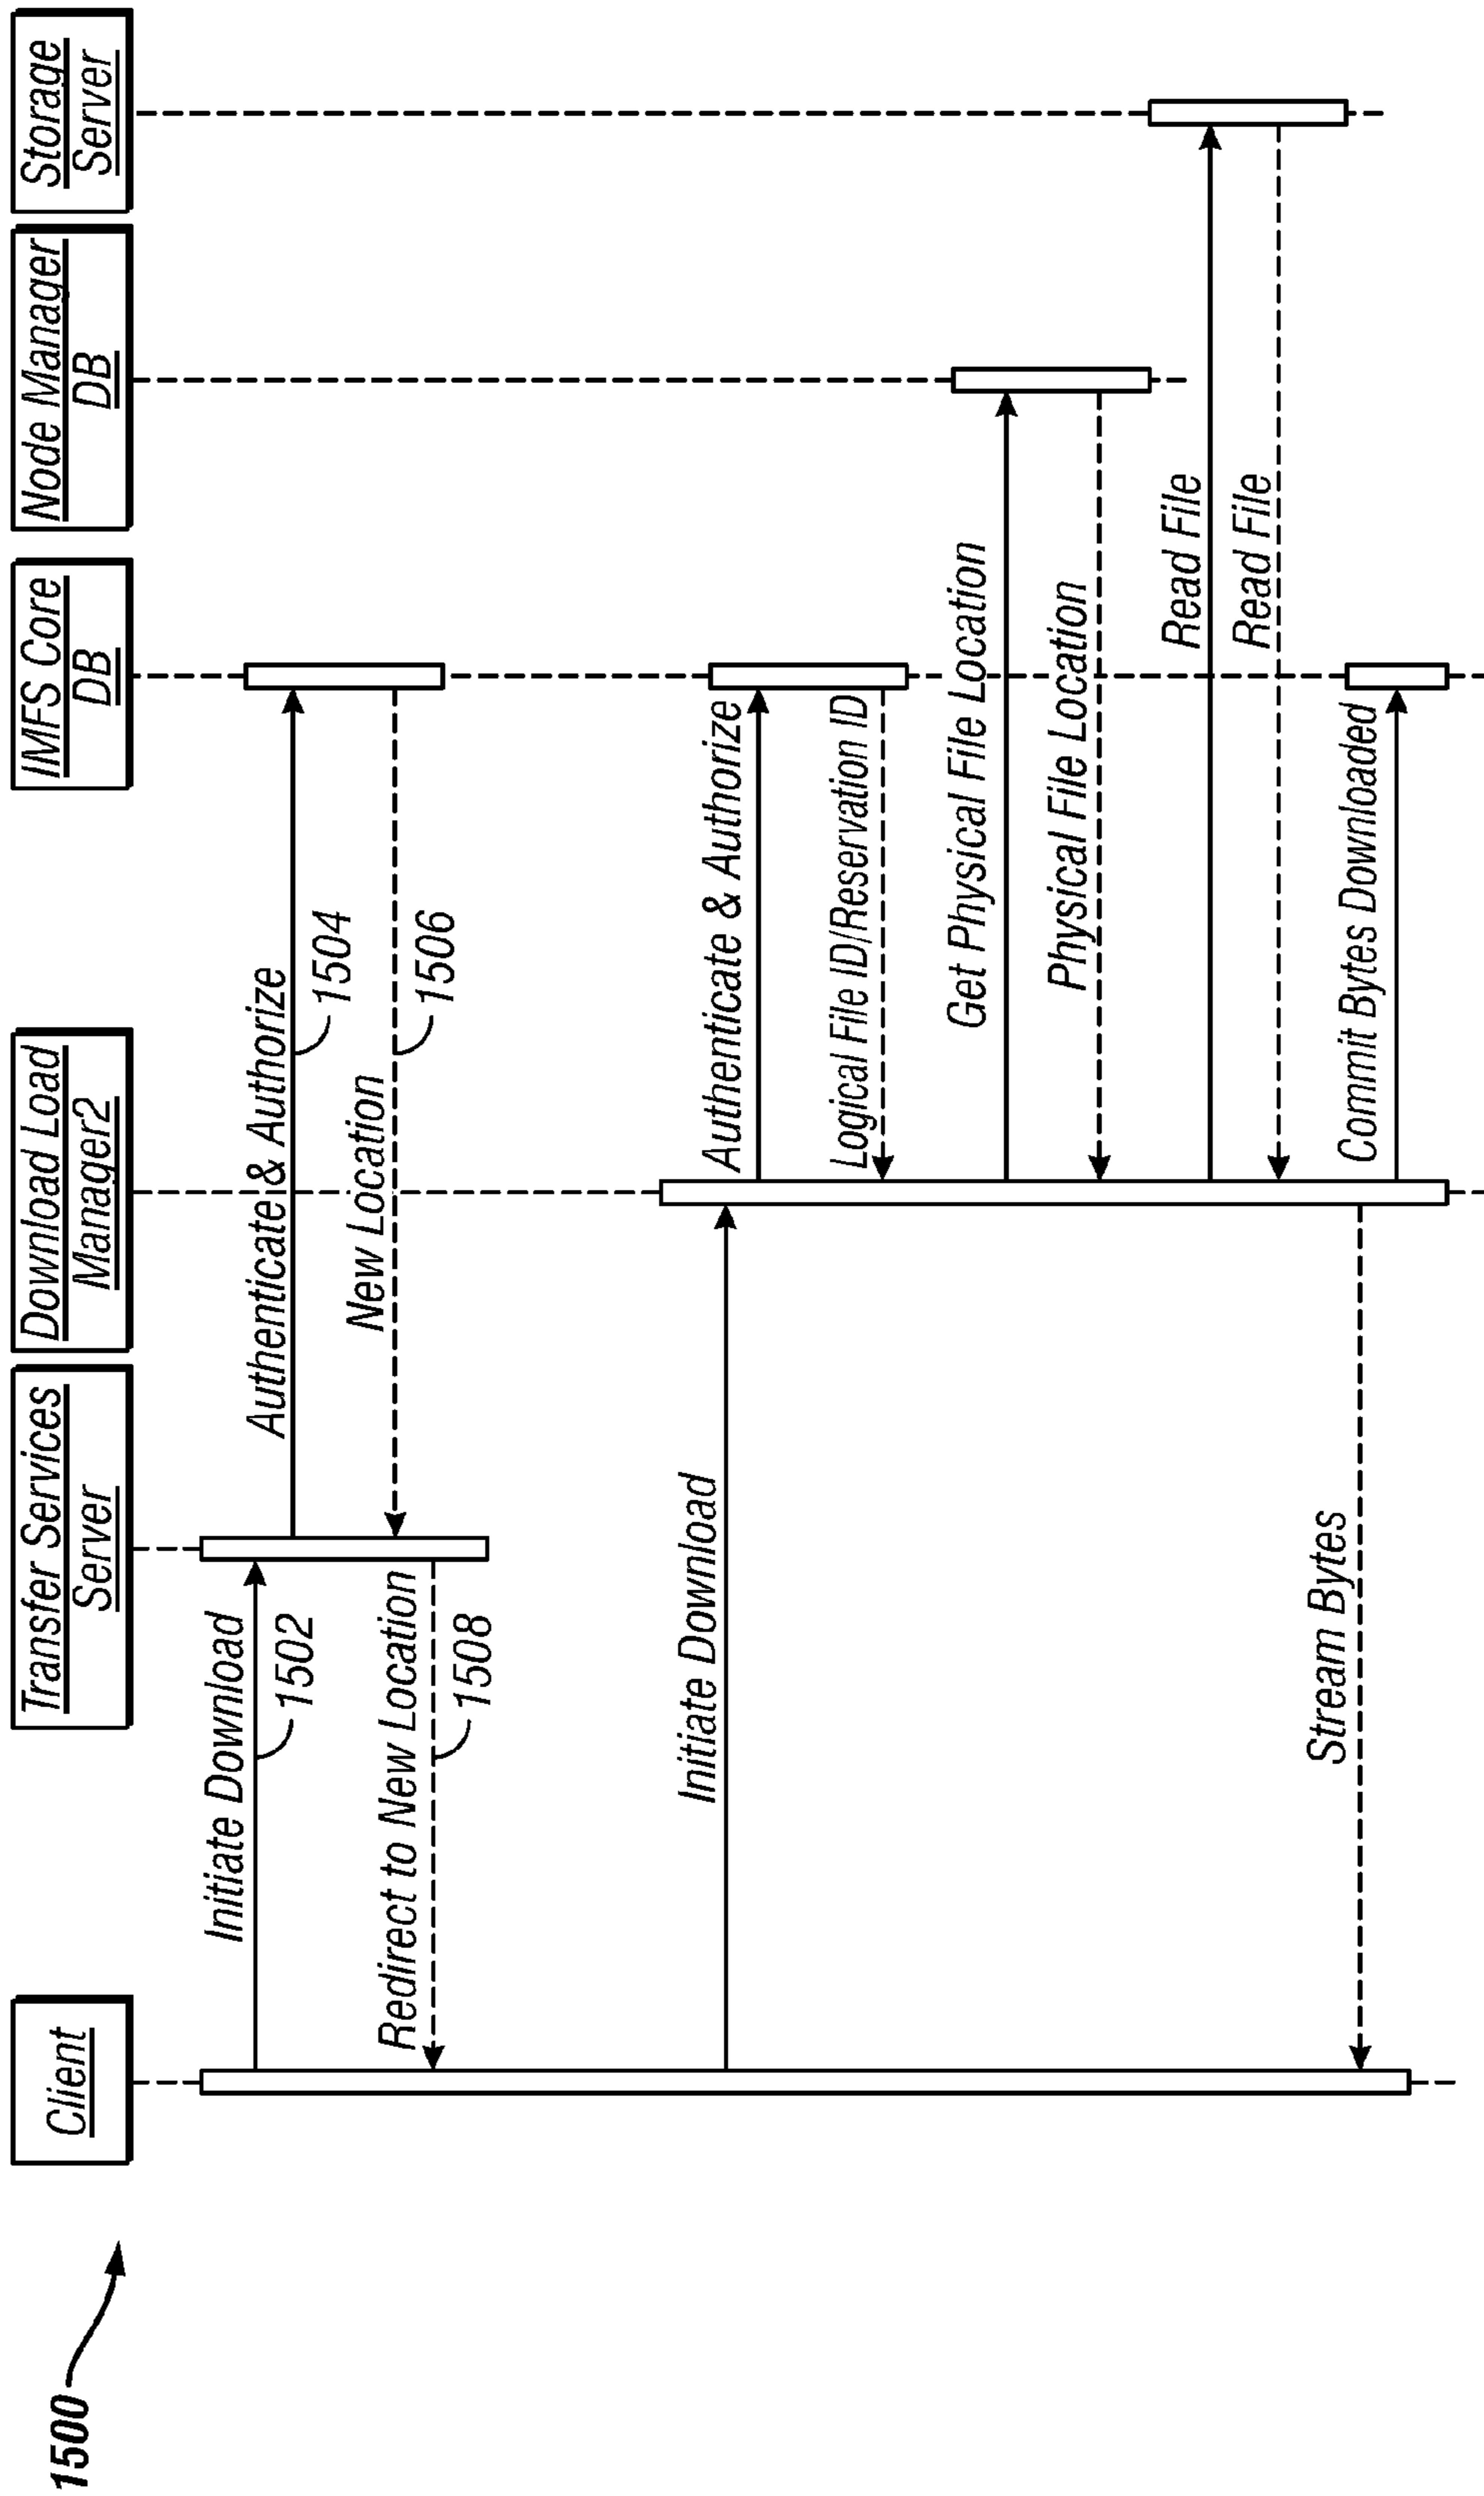 1500
Client
Transfer Services
Server
Download Load
Manager2
IMFS Core
DB
Node Manager
DB
Storage
Server
Initiate Download
1502
Authenticate & Authorize
1504
New Location
1506
Redirect to New Location
1508
Initiate Download
Authenticate & Authorize
Logical File ID/Reservation ID
Get Physical File Location
Physical File Location
Read File
Read File
Stream Bytes
Commit Bytes Downloaded